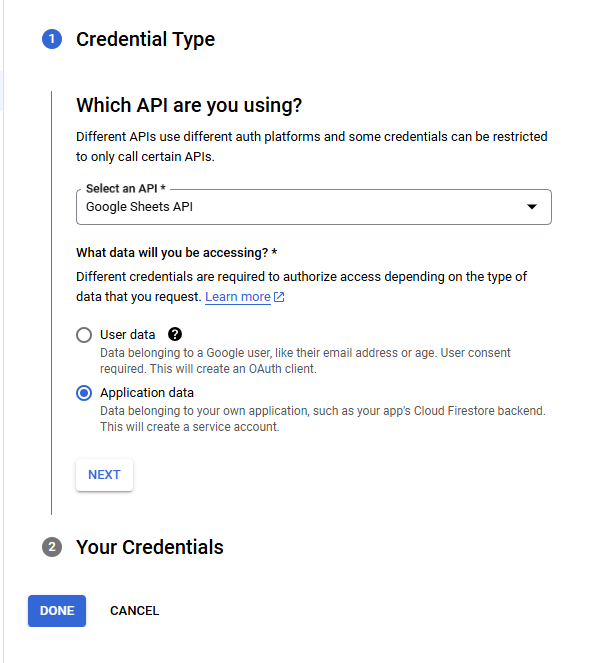 1 Credential Type
Which API are you using?
Different APIs use different auth platforms and some credentials can be restricted
to only call certain APIs.
Select an API *
Google Sheets API
What data will you be accessing? *
Different credentials are required to authorize access depending on the type of
data that you request. Learn more
User data ?
Data belonging to a Google user, like their email address or age. User consent
required. This will create an OAuth client.
Application data
Data belonging to your own application, such as your app's Cloud Firestore backend.
This will create a service account.
NEXT
2 Your Credentials
DONE CANCEL